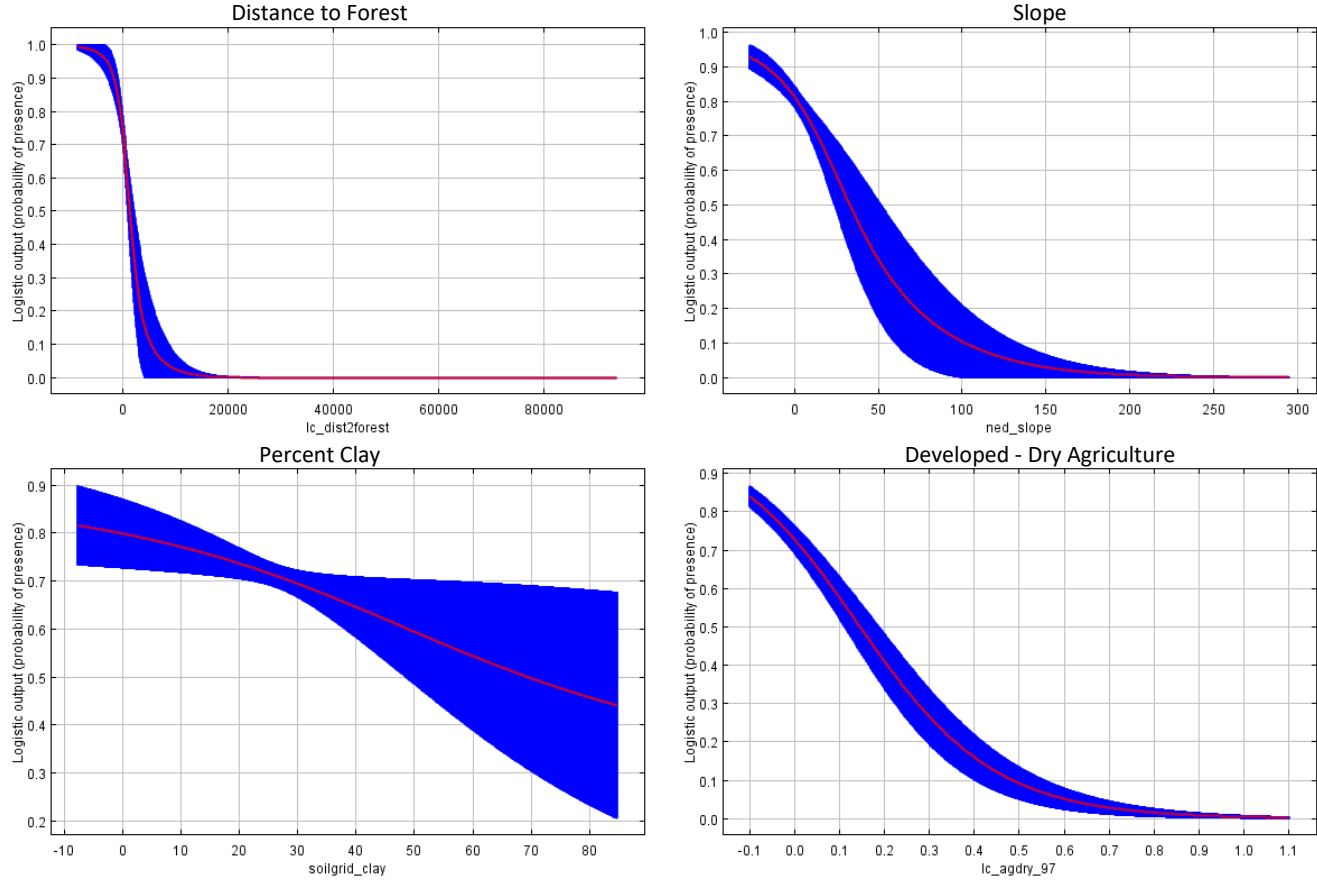 Distance to Forest
Logistic output (probability of presence)
1.0
0.9
0.8
0.7
0.6
0.5
0.4
0.3
0.2
0.1
0.0
0 20000 40000 60000 80000
lc_dist2forest
Slope
Logistic output (probability of presence)
1.0
0.9
0.8
0.7
0.6
0.5
0.4
0.3
0.2
0.1
0.0
0 50 100 150 200 250 300
ned_slope
Percent Clay
Logistic output (probability of presence)
0.9
0.8
0.7
0.6
0.5
0.4
0.3
0.2
-10 0 10 20 30 40 50 60 70 80
soilgrid_clay
Developed - Dry Agriculture
Logistic output (probability of presence)
0.9
0.8
0.7
0.6
0.5
0.4
0.3
0.2
0.1
0.0
-0.1 0.0 0.1 0.2 0.3 0.4 0.5 0.6 0.7 0.8 0.9 1.0 1.1
lc_agdry_97